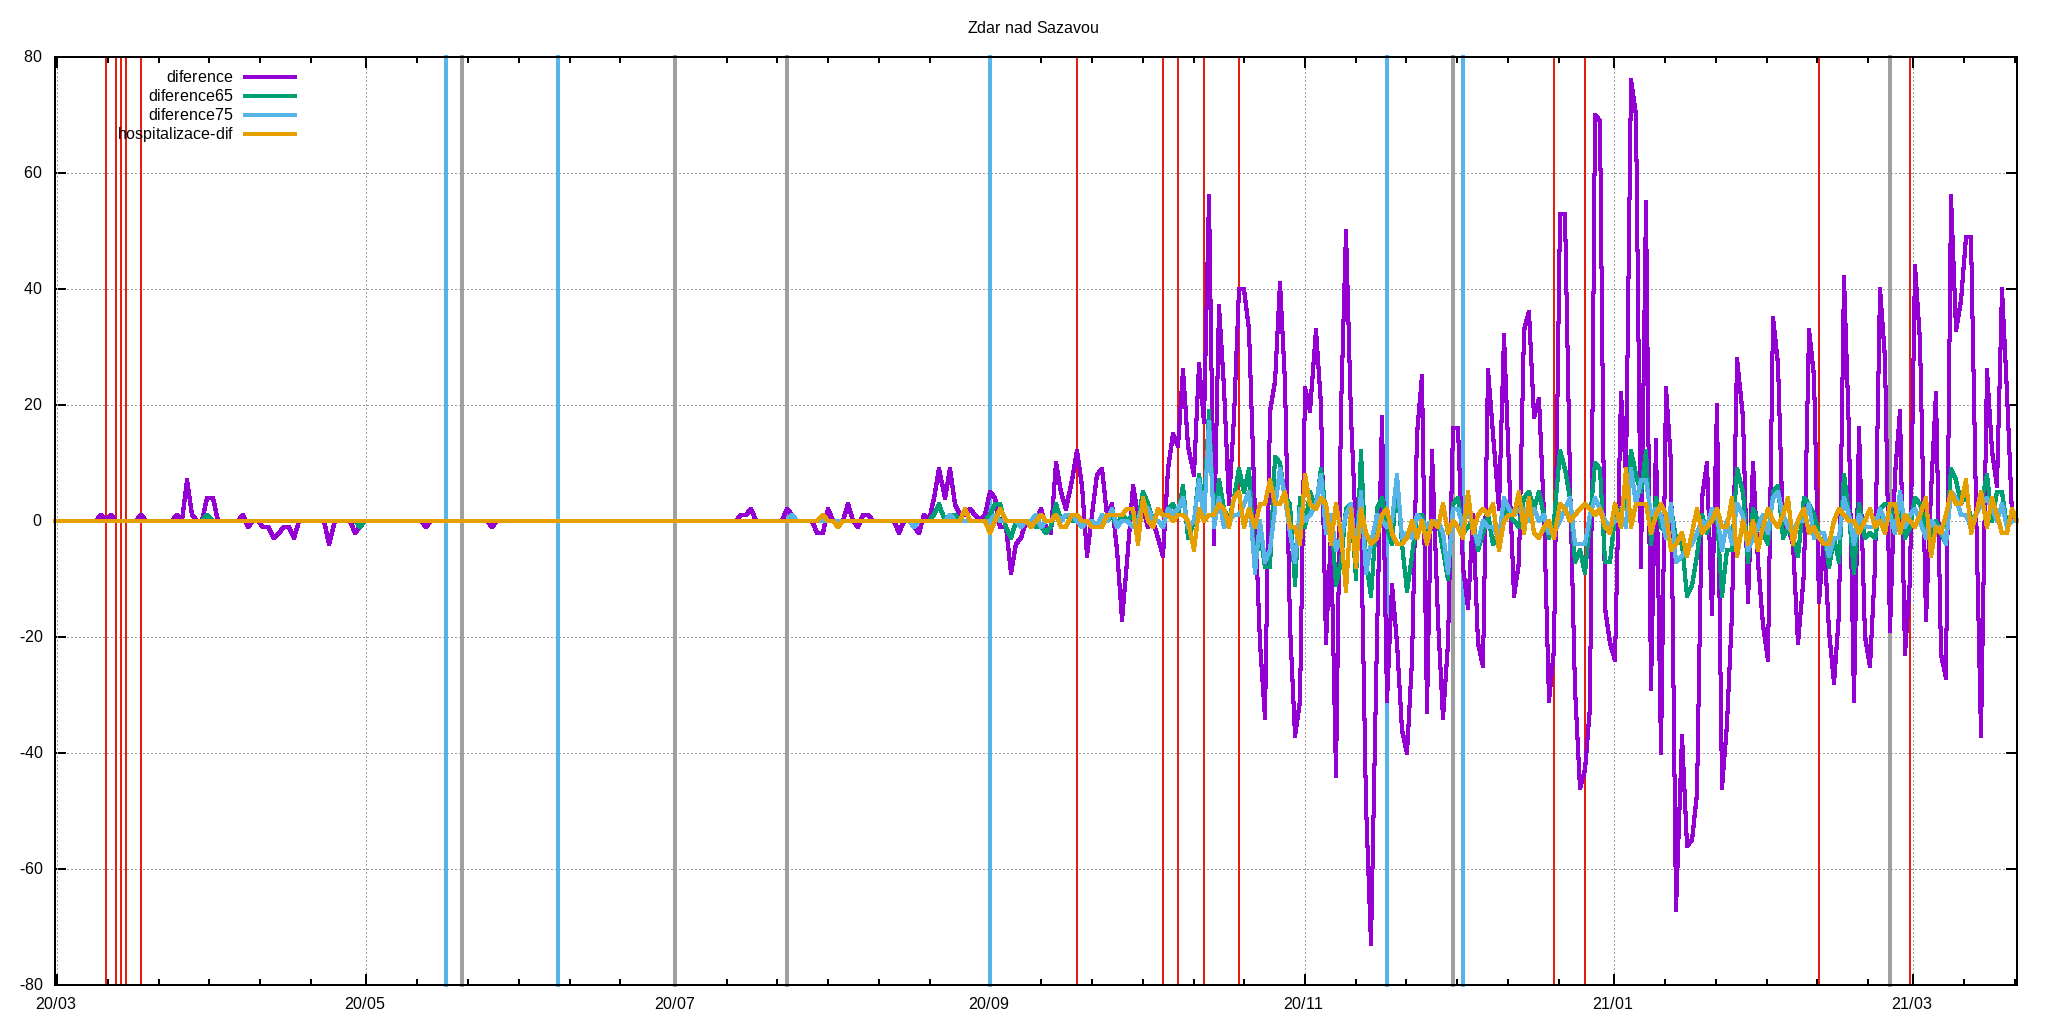 Zdar nad Sazavou
diference
diference65
diference75
hospitalizace-dif
80
60
40
20
0
-20
-40
-60
-80
20/03 20/05 20/07 20/09 20/11 21/01 21/03